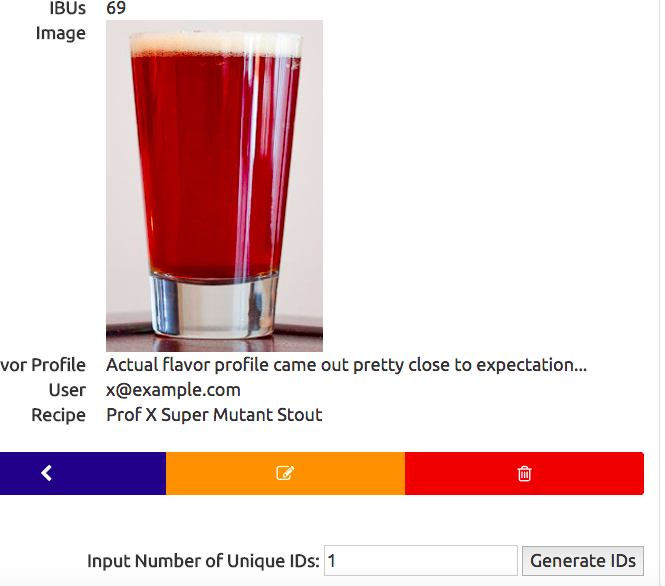 IBUs 69
Image
vor Profile Actual flavor profile came out pretty close to expectation...
User x@example.com
Recipe Prof X Super Mutant Stout
Input Number of Unique IDs: 1 Generate IDs